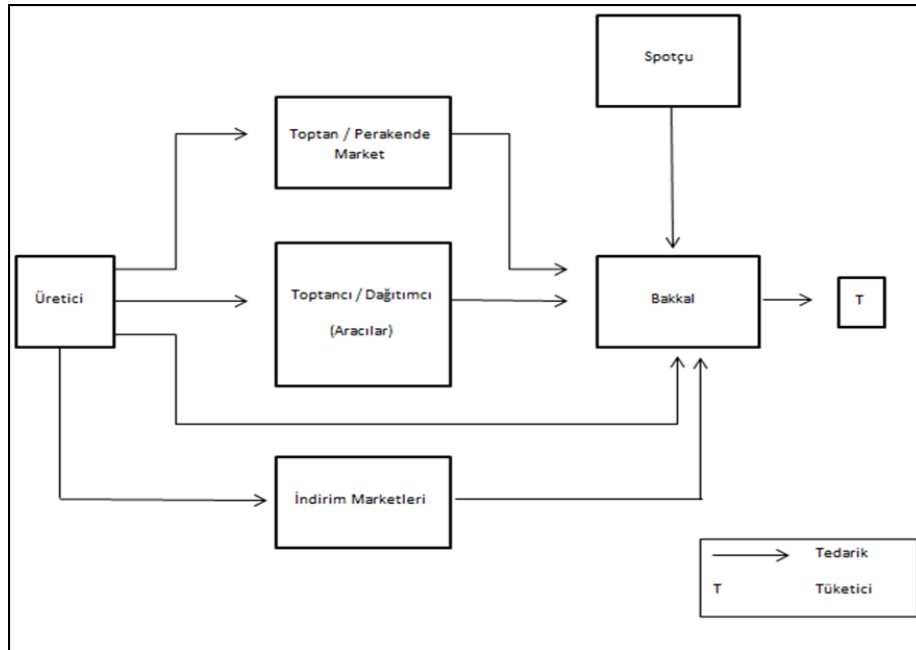 Spotçu
Toptan / Perakende
Market
Üretici
Toptancı / Dağıtımcı
(Aracılar)
Bakkal
T
İndirim Marketleri
Tedarik
T Tüketici